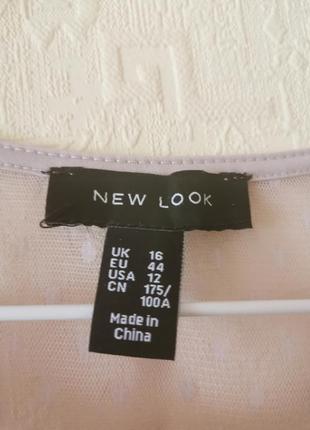 NEW LOOK
UK 16
EU 44
USA 12
CN 175/
100A
Made in
China